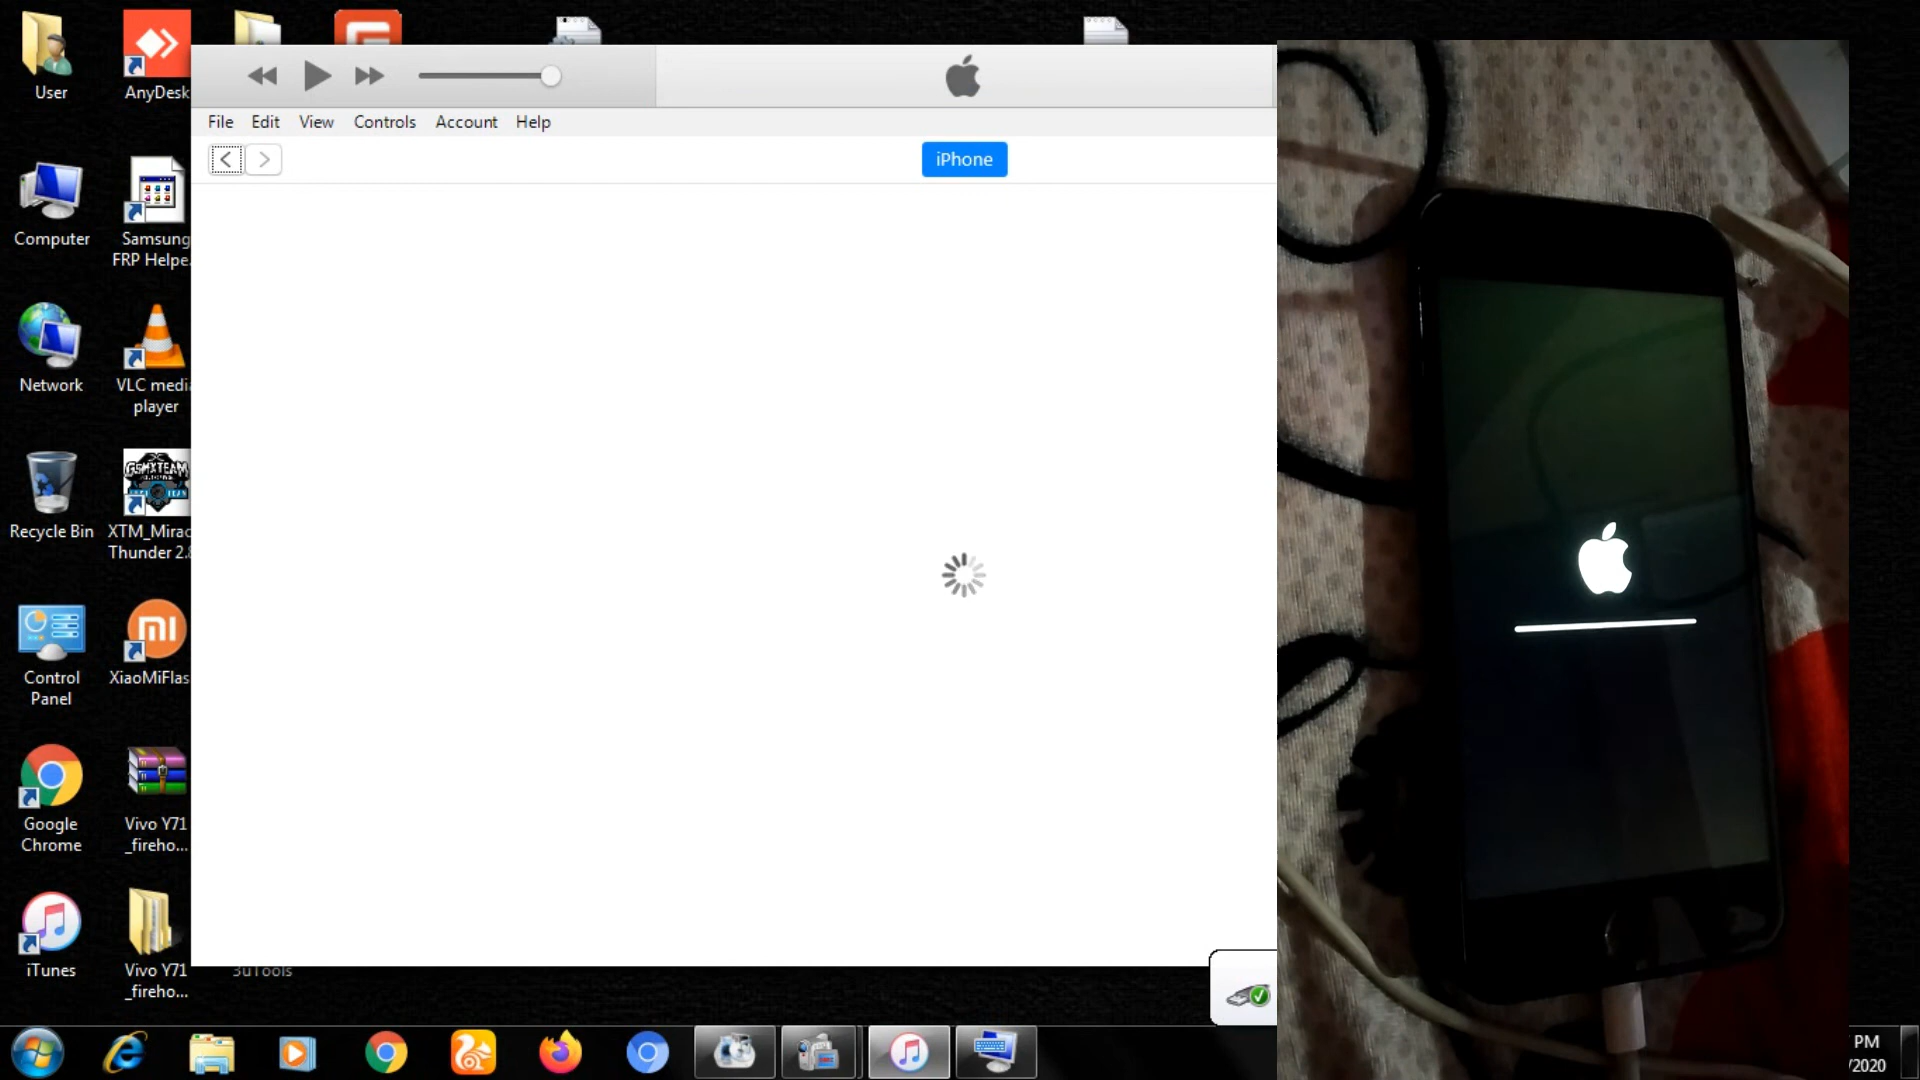 User
AnyDesk
File Edit View Controls Account Help
iPhone
Computer
Samsung
FRP Helpe.
Network
VLC medi
player
Recycle Bin
XTM_Mirac
Thunder 2.8
Control
Panel
XiaoMiFlas
Google
Chrome
Vivo Y71
_fireho...
iTunes
Vivo Y71
_fireho...
3uTools
PM
/2020